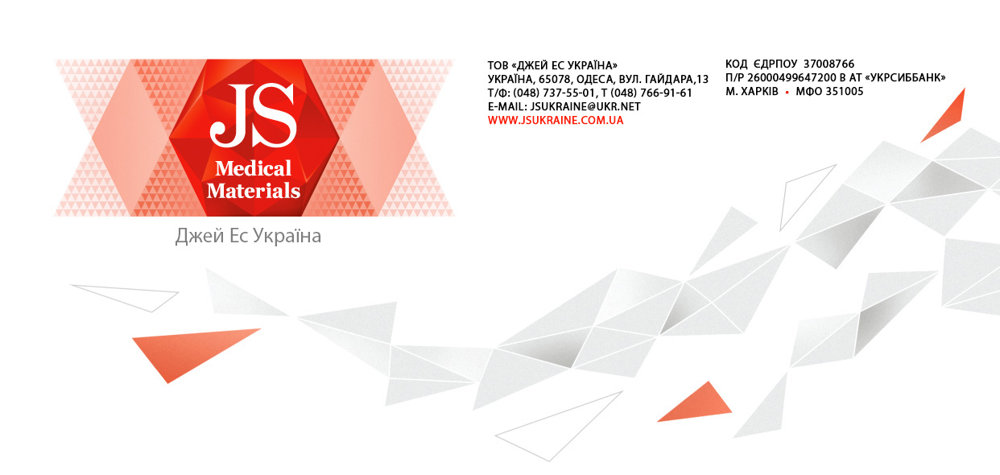 JS
Medical
Materials
Джей Ес Україна
ТОВ «ДЖЕЙ ЕС УКРАЇНА»
УКРАЇНА, 65078, ОДЕСА, ВУЛ. ГАЙДАРА,13
Т/Ф: (048) 737-55-01, Т (048) 766-91-61
E-MAIL: JSUKRAINE@UKR.NET
WWW.JSUKRAINE.COM.UA
КОД ЄДРПОУ 37008766
П/Р 26000499647200 В АТ «УКРСИББАНК»
М. ХАРКІВ • МФО 351005